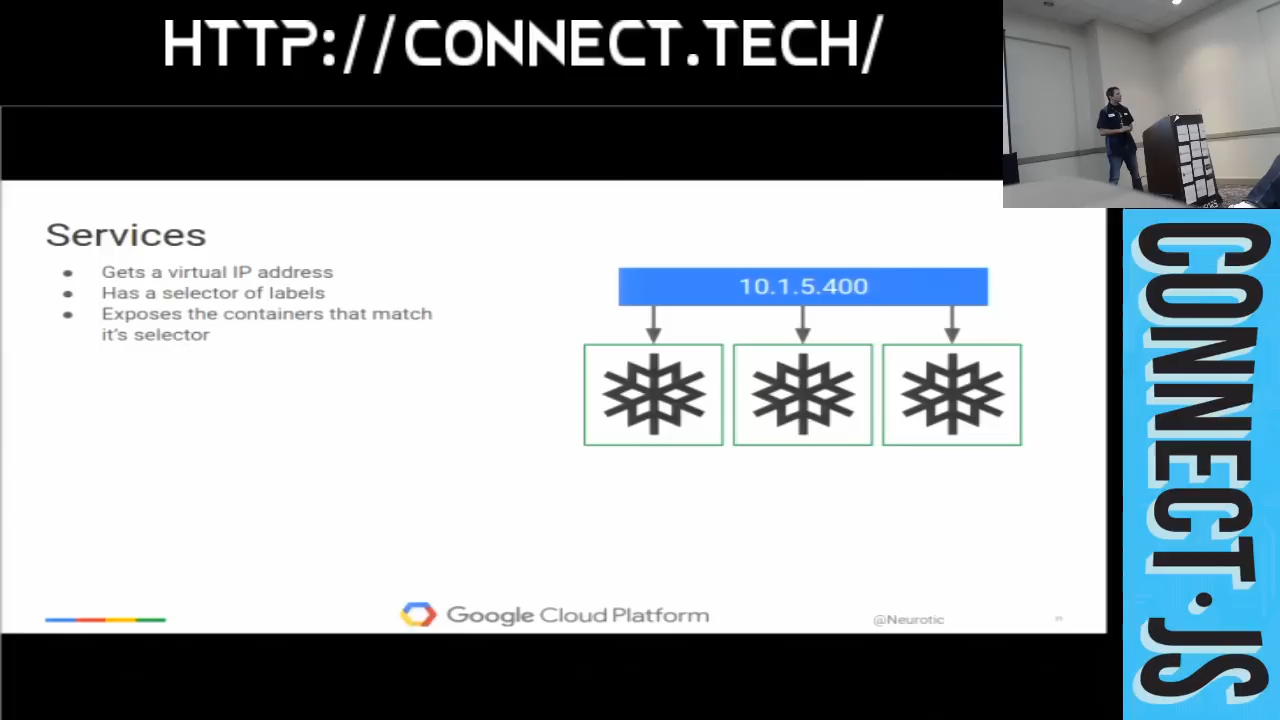 HTTP://CONNECT.TECH/
Services
Gets a virtual IP address
Has a selector of labels
Exposes the containers that match
it's selector
10.1.5.400
Google Cloud Platform
@Neurotic
CONNECT.JS